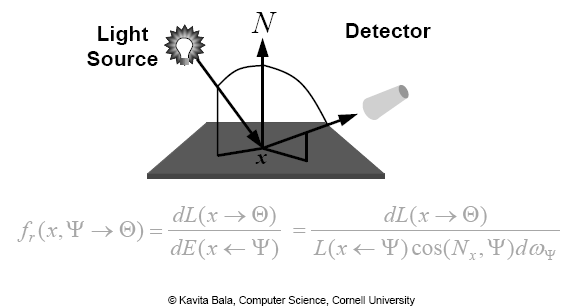 Light
Source
N
Detector
x
f_r(x, Ψ → Θ) = dL(x → Θ) / dE(x ← Ψ) = dL(x → Θ) / L(x ← Ψ) cos(N_x, Ψ) dω_Ψ
© Kavita Bala, Computer Science, Cornell University